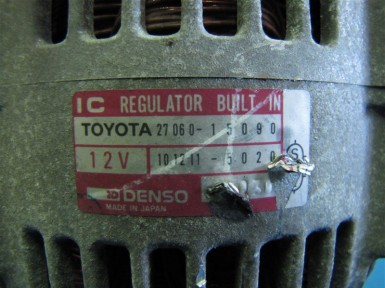 IC REGULATOR BUILT IN
TOYOTA 27060-15090
12V 101211-5020
DENSO
MADE IN JAPAN